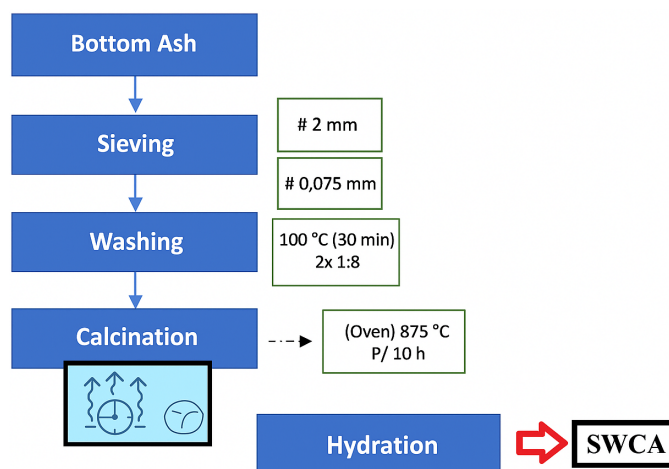 Bottom Ash
Sieving
# 2 mm
# 0,075 mm
Washing
100 °C (30 min)
2x 1:8
Calcination
(Oven) 875 °C
P/ 10 h
Hydration
SWCA